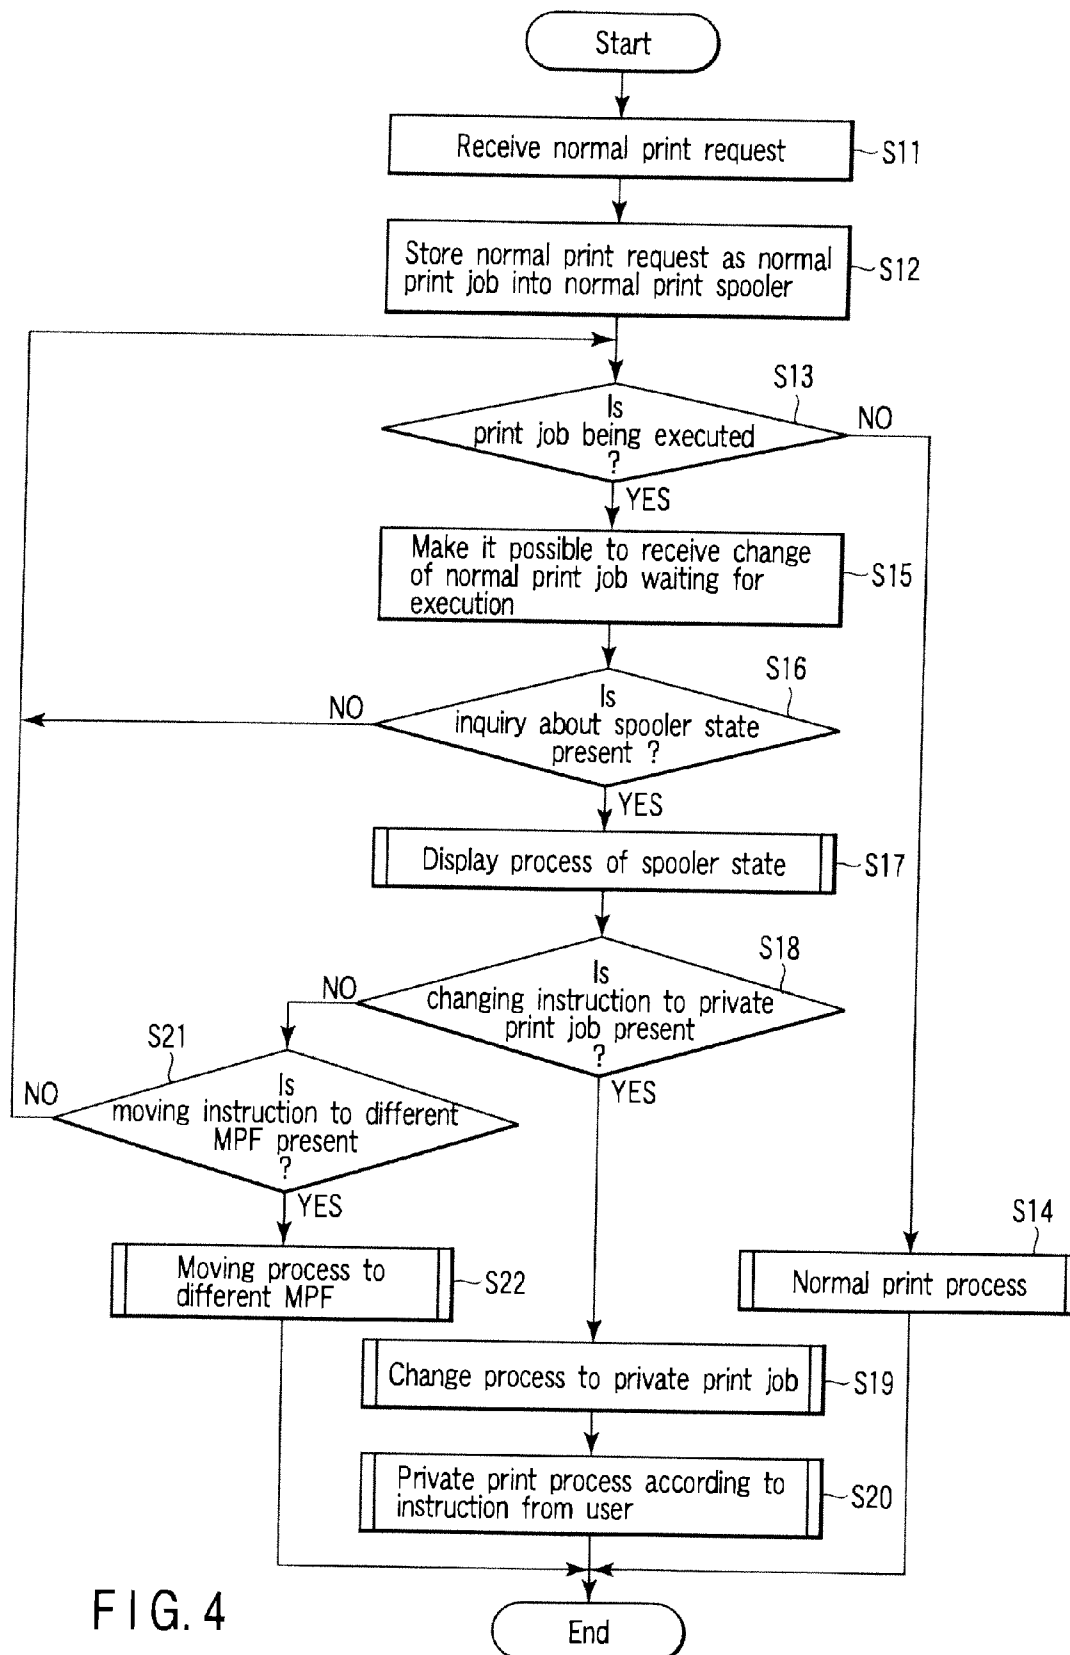 Start
Receive normal print request
S11
Store normal print request as normal
print job into normal print spooler
S12
S13
Is
print job being executed
?
NO
YES
Make it possible to receive change
of normal print job waiting for
execution
S15
S16
Is
inquiry about spooler state
present ?
NO
YES
Display process of spooler state
S17
S18
Is
changing instruction to private
print job present
?
NO
YES
S21
Is
moving instruction to different
MPF present
?
NO
YES
Moving process to
different MPF
S22
S14
Normal print process
Change process to private print job
S19
Private print process according to
instruction from user
S20
End
FIG. 4